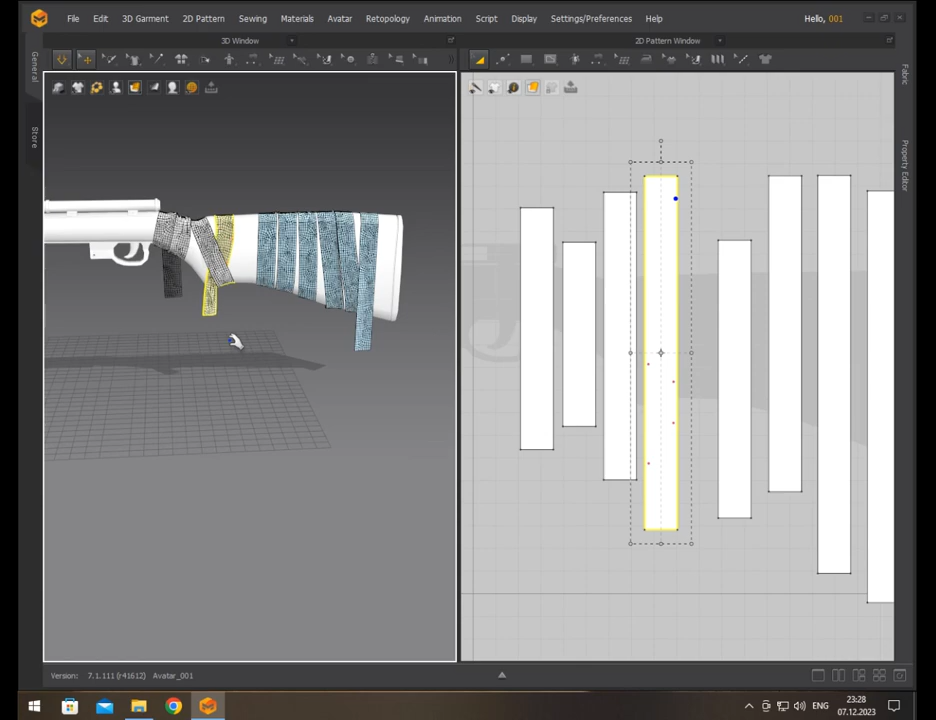 File Edit 3D Garment 2D Pattern Sewing Materials Avatar Retopology Animation Script Display Settings/Preferences Help Hello, 001
3D Window
2D Pattern Window
Global
Store
Fabric
Property Editor
Version: 7.1.111 (r41612) Avatar_001
ENG
23:28
07.12.2023